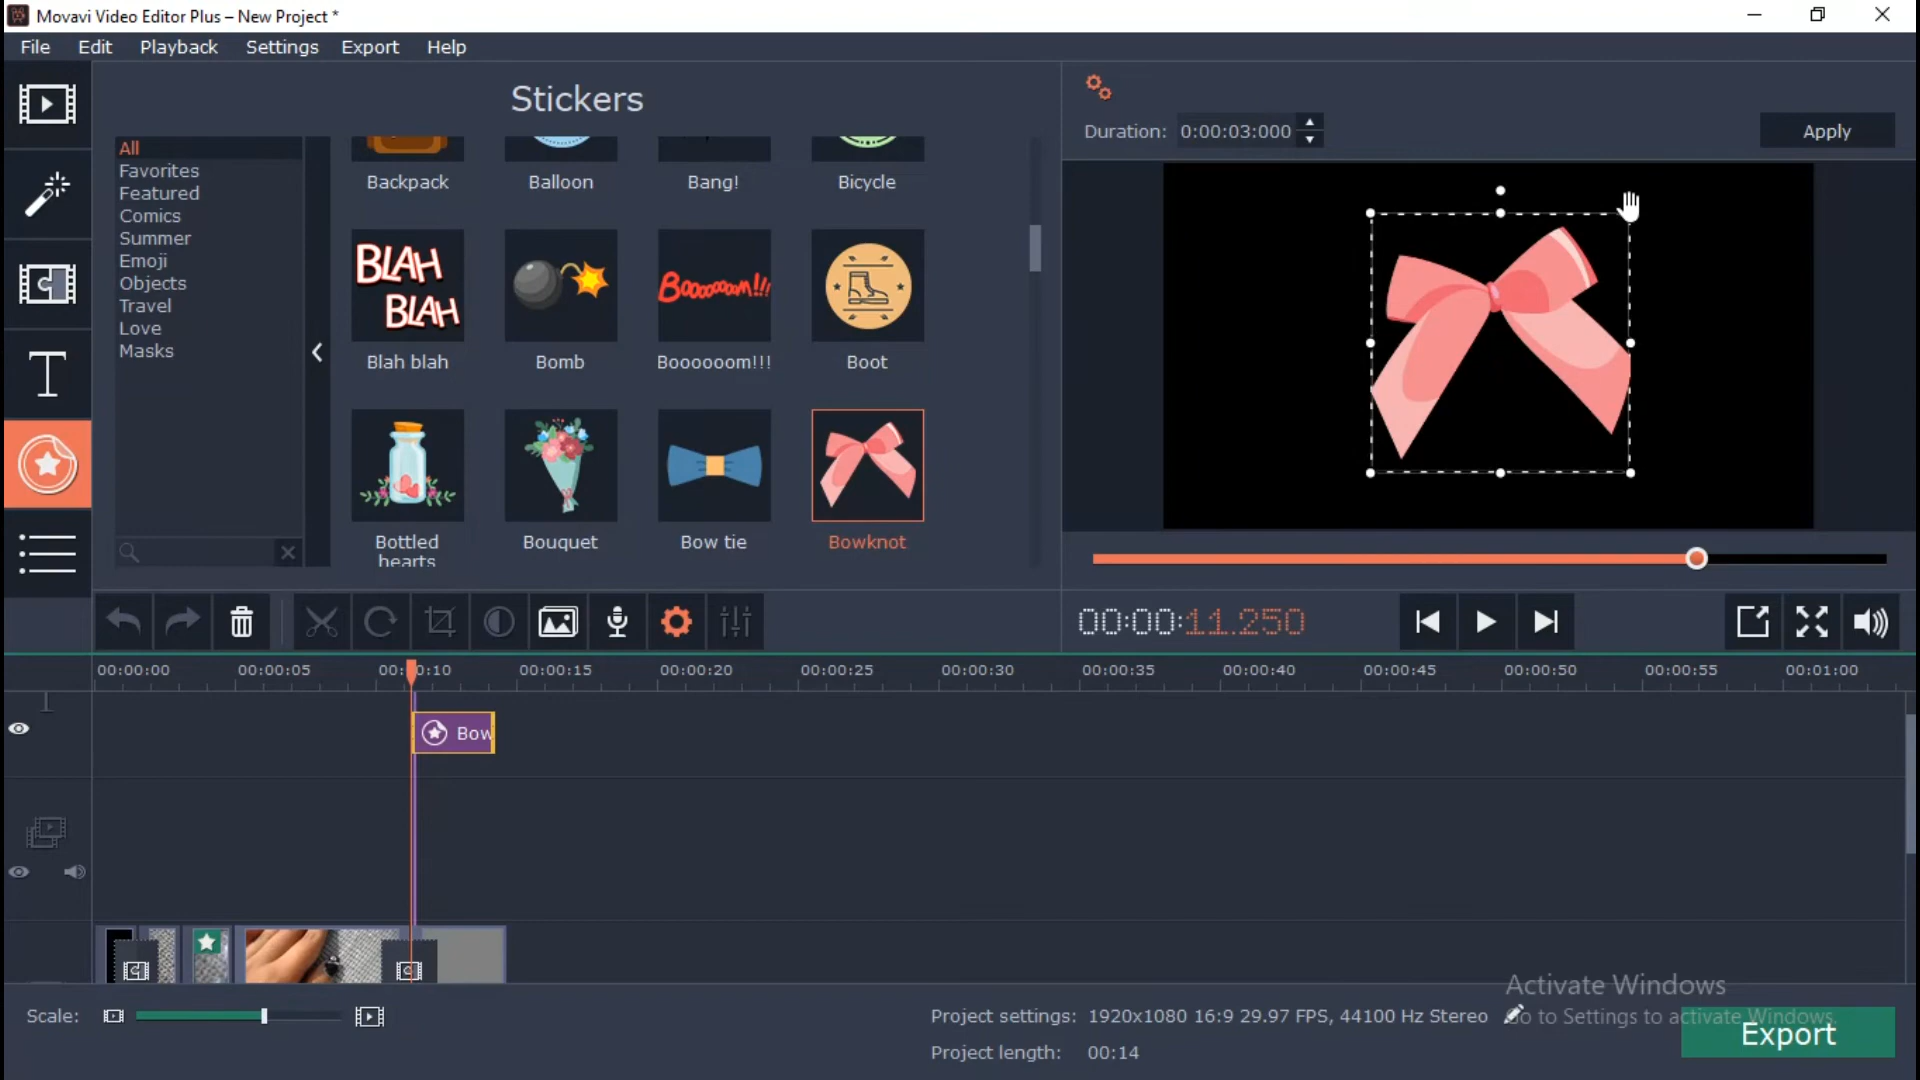 Movavi Video Editor Plus – New Project *
File Edit Playback Settings Export Help
Stickers
All
Favorites
Featured
Comics
Summer
Emoji
Objects
Travel
Love
Masks
Backpack Balloon Bang! Bicycle
BLAH
BLAH
Boooooom!!!
Blah blah Bomb Boooooom!!! Boot
Bottled
hearts
Bouquet Bow tie Bowknot
Duration: 0:00:03:000
Apply
00:00:11.250
00:00:00 00:00:05 00:00:10 00:00:15 00:00:20 00:00:25 00:00:30 00:00:35 00:00:40 00:00:45 00:00:50 00:00:55 00:01:00
Bow
Scale:
Project settings: 1920x1080 16:9 29.97 FPS, 44100 Hz Stereo
Project length: 00:14
Activate Windows
Go to Settings to activate Windows.
Export